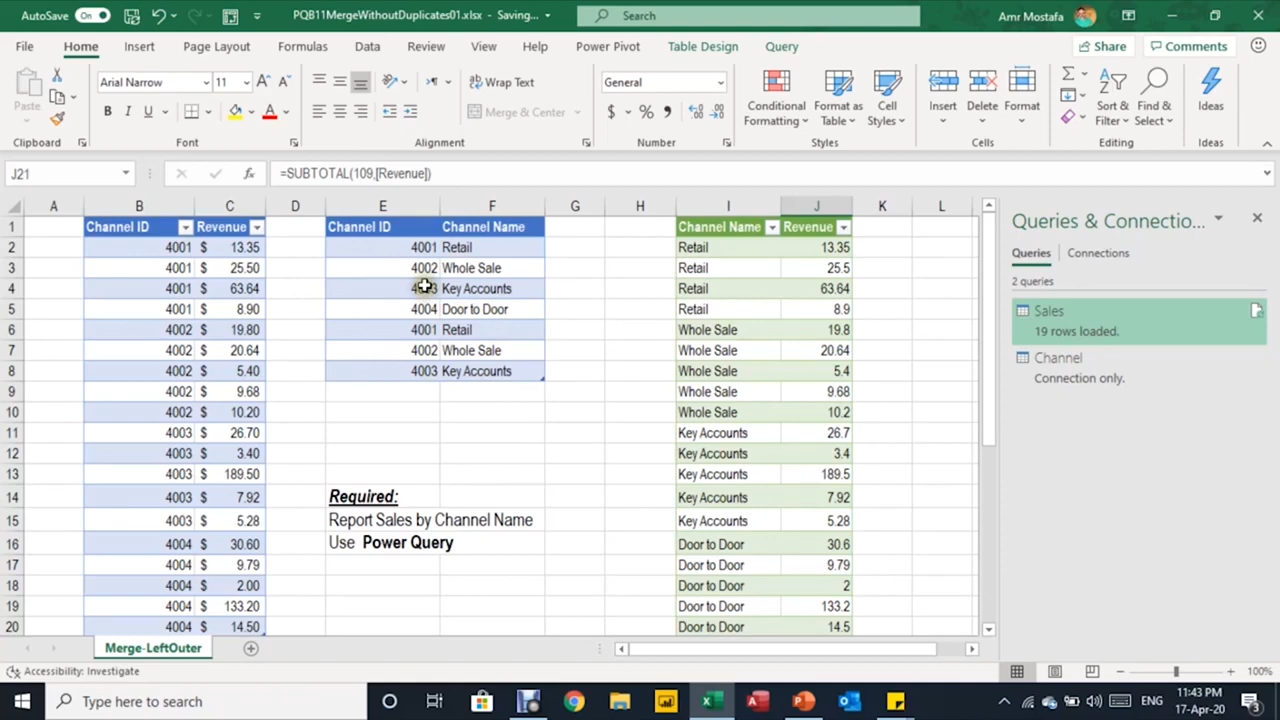 AutoSave On PQB11MergeWithoutDuplicates01.xlsx - Saving... Search Amr Mostafa
File Home Insert Page Layout Formulas Data Review View Help Power Pivot Table Design Query Share Comments
Paste Arial Narrow 11 Wrap Text General Conditional Formatting Format as Table Cell Styles Insert Delete Format Sort & Filter Find & Select Ideas
B I U A Merge & Center $ % ,
Clipboard Font Alignment Number Styles Cells Editing Ideas
J21 fx =SUBTOTAL(109,[Revenue])
A B C D E F G H I J K L
1 Channel ID Revenue Channel ID Channel Name Channel Name Revenue
2 4001 $ 13.35 4001 Retail Retail 13.35
3 4001 $ 25.50 4002 Whole Sale Retail 25.5
4 4001 $ 63.64 Key Accounts Retail 63.64
5 4001 $ 8.90 4004 Door to Door Retail 8.9
6 4002 $ 19.80 4001 Retail Whole Sale 19.8
7 4002 $ 20.64 4002 Whole Sale Whole Sale 20.64
8 4002 $ 5.40 4003 Key Accounts Whole Sale 5.4
9 4002 $ 9.68 Whole Sale 9.68
10 4002 $ 10.20 Whole Sale 10.2
11 4003 $ 26.70 Key Accounts 26.7
12 4003 $ 3.40 Key Accounts 3.4
13 4003 $ 189.50 Key Accounts 189.5
14 4003 $ 7.92 Required: Key Accounts 7.92
15 4003 $ 5.28 Report Sales by Channel Name Key Accounts 5.28
16 4004 $ 30.60 Use Power Query Door to Door 30.6
17 4004 $ 9.79 Door to Door 9.79
18 4004 $ 2.00 Door to Door 2
19 4004 $ 133.20 Door to Door 133.2
20 4004 $ 14.50 Door to Door 14.5
Queries & Connectio...
Queries Connections
2 queries
Sales
19 rows loaded.
Channel
Connection only.
Merge-LeftOuter
Accessibility: Investigate 100%
Type here to search ENG 11:43 PM
17-Apr-20 3